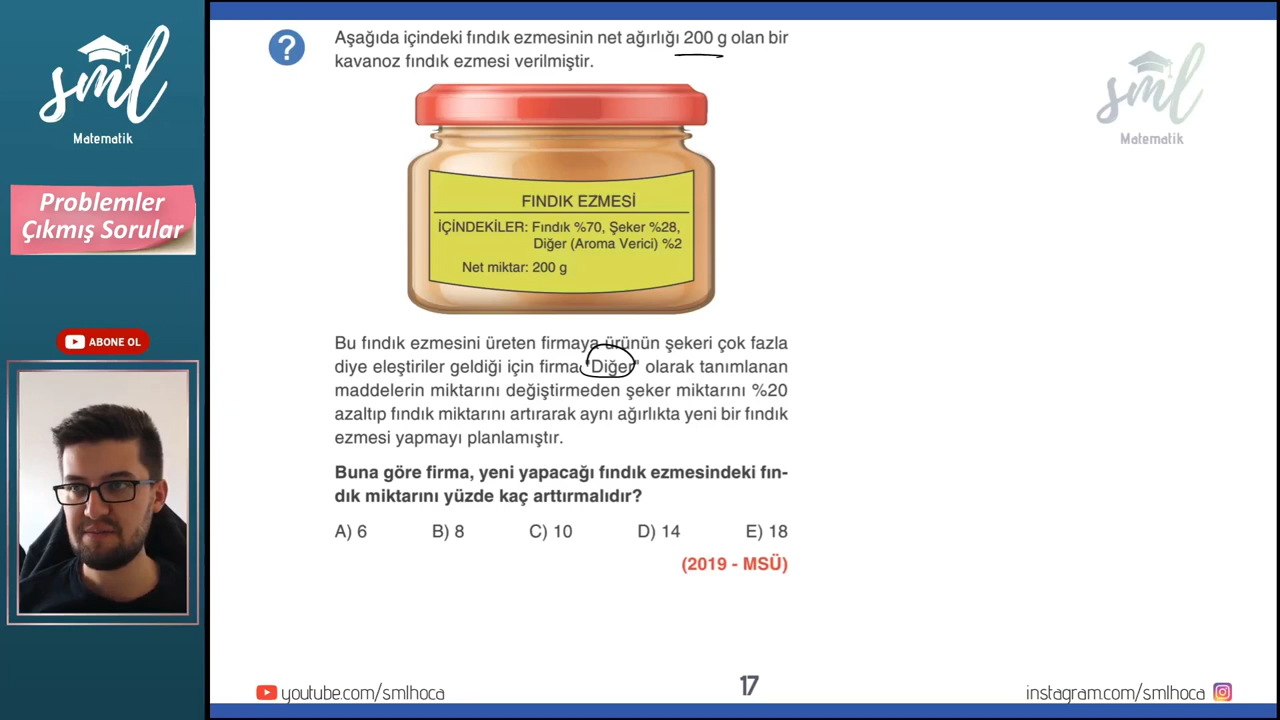 sml
Matematik
Problemler
Çıkmış Sorular
ABONE OL
?
Aşağıda içindeki fındık ezmesinin net ağırlığı 200 g olan bir
kavanoz fındık ezmesi verilmiştir.
FINDIK EZMESİ
İÇİNDEKİLER: Fındık %70, Şeker %28,
Diğer (Aroma Verici) %2
Net miktar: 200 g
Bu fındık ezmesini üreten firmaya ürünün şekeri çok fazla
diye eleştiriler geldiği için firma "Diğer" olarak tanımlanan
maddelerin miktarını değiştirmeden şeker miktarını %20
azaltıp fındık miktarını artırarak aynı ağırlıkta yeni bir fındık
ezmesi yapmayı planlamıştır.
Buna göre firma, yeni yapacağı fındık ezmesindeki fın-
dık miktarını yüzde kaç arttırmalıdır?
A) 6 B) 8 C) 10 D) 14 E) 18
(2019 - MSÜ)
sml
Matematik
youtube.com/smlhoca
17
instagram.com/smlhoca